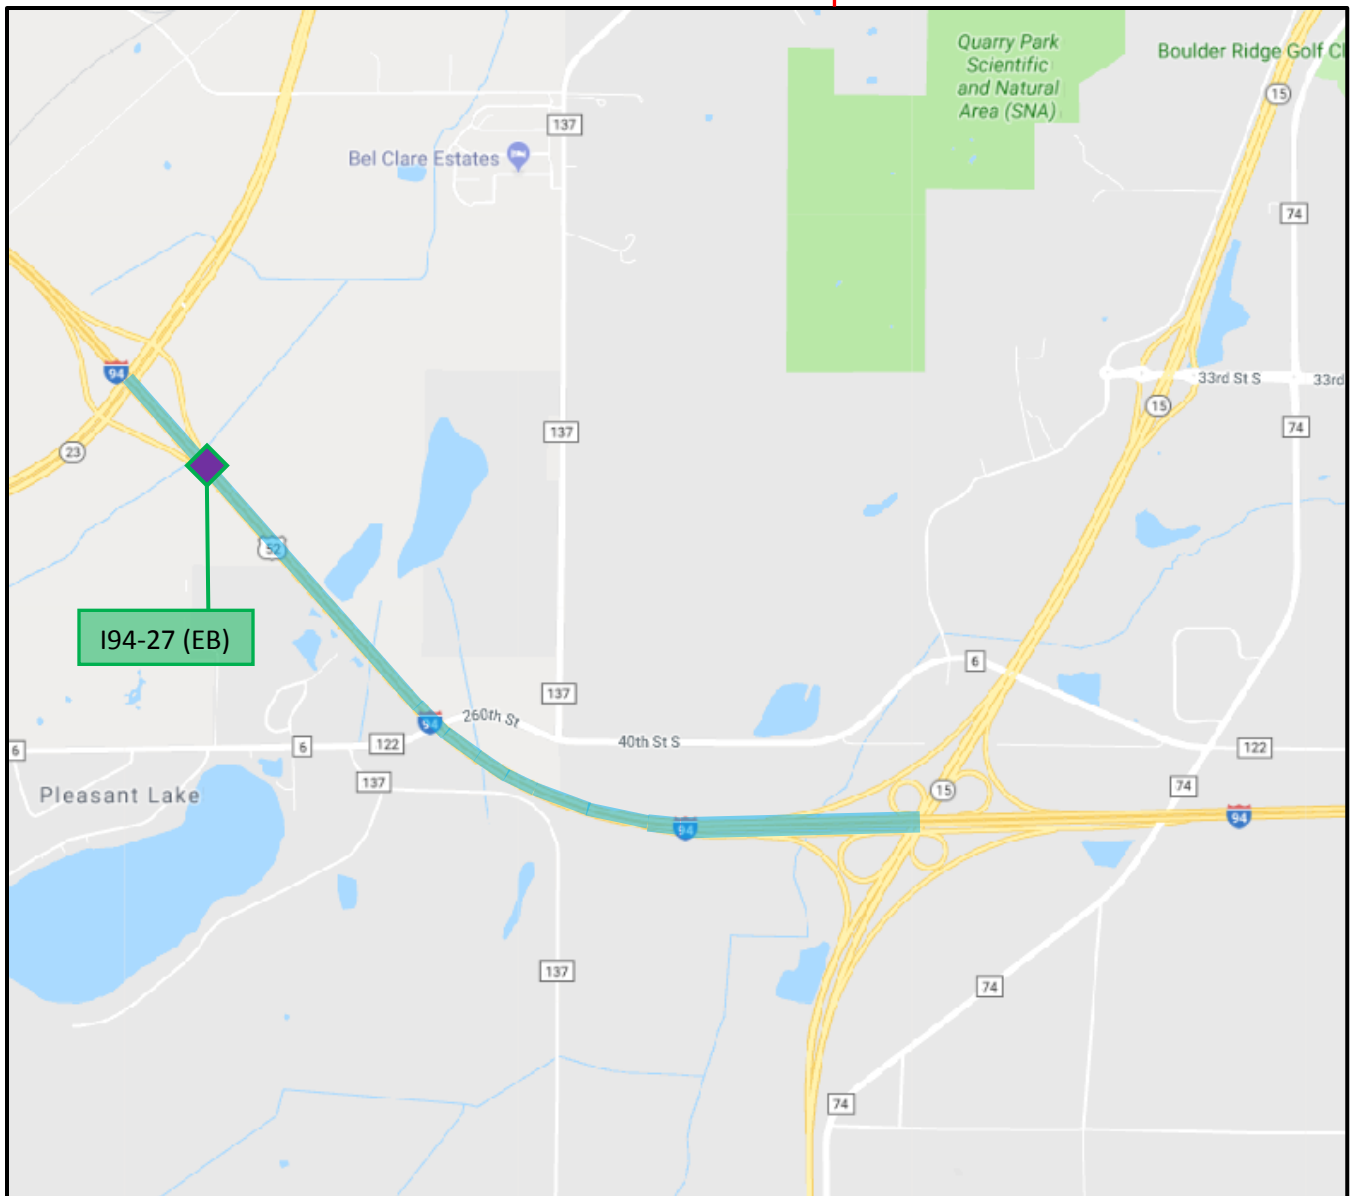 Quarry Park
Scientific
and Natural
Area (SNA)
Boulder Ridge Golf Cl
15
137
Bel Clare Estates
74
94
33rd St S
33rd
15
74
137
23
52
I94-27 (EB)
6
137
260th St
94
40th St S
6
6
122
122
137
74
Pleasant Lake
15
94
94
137
74
74